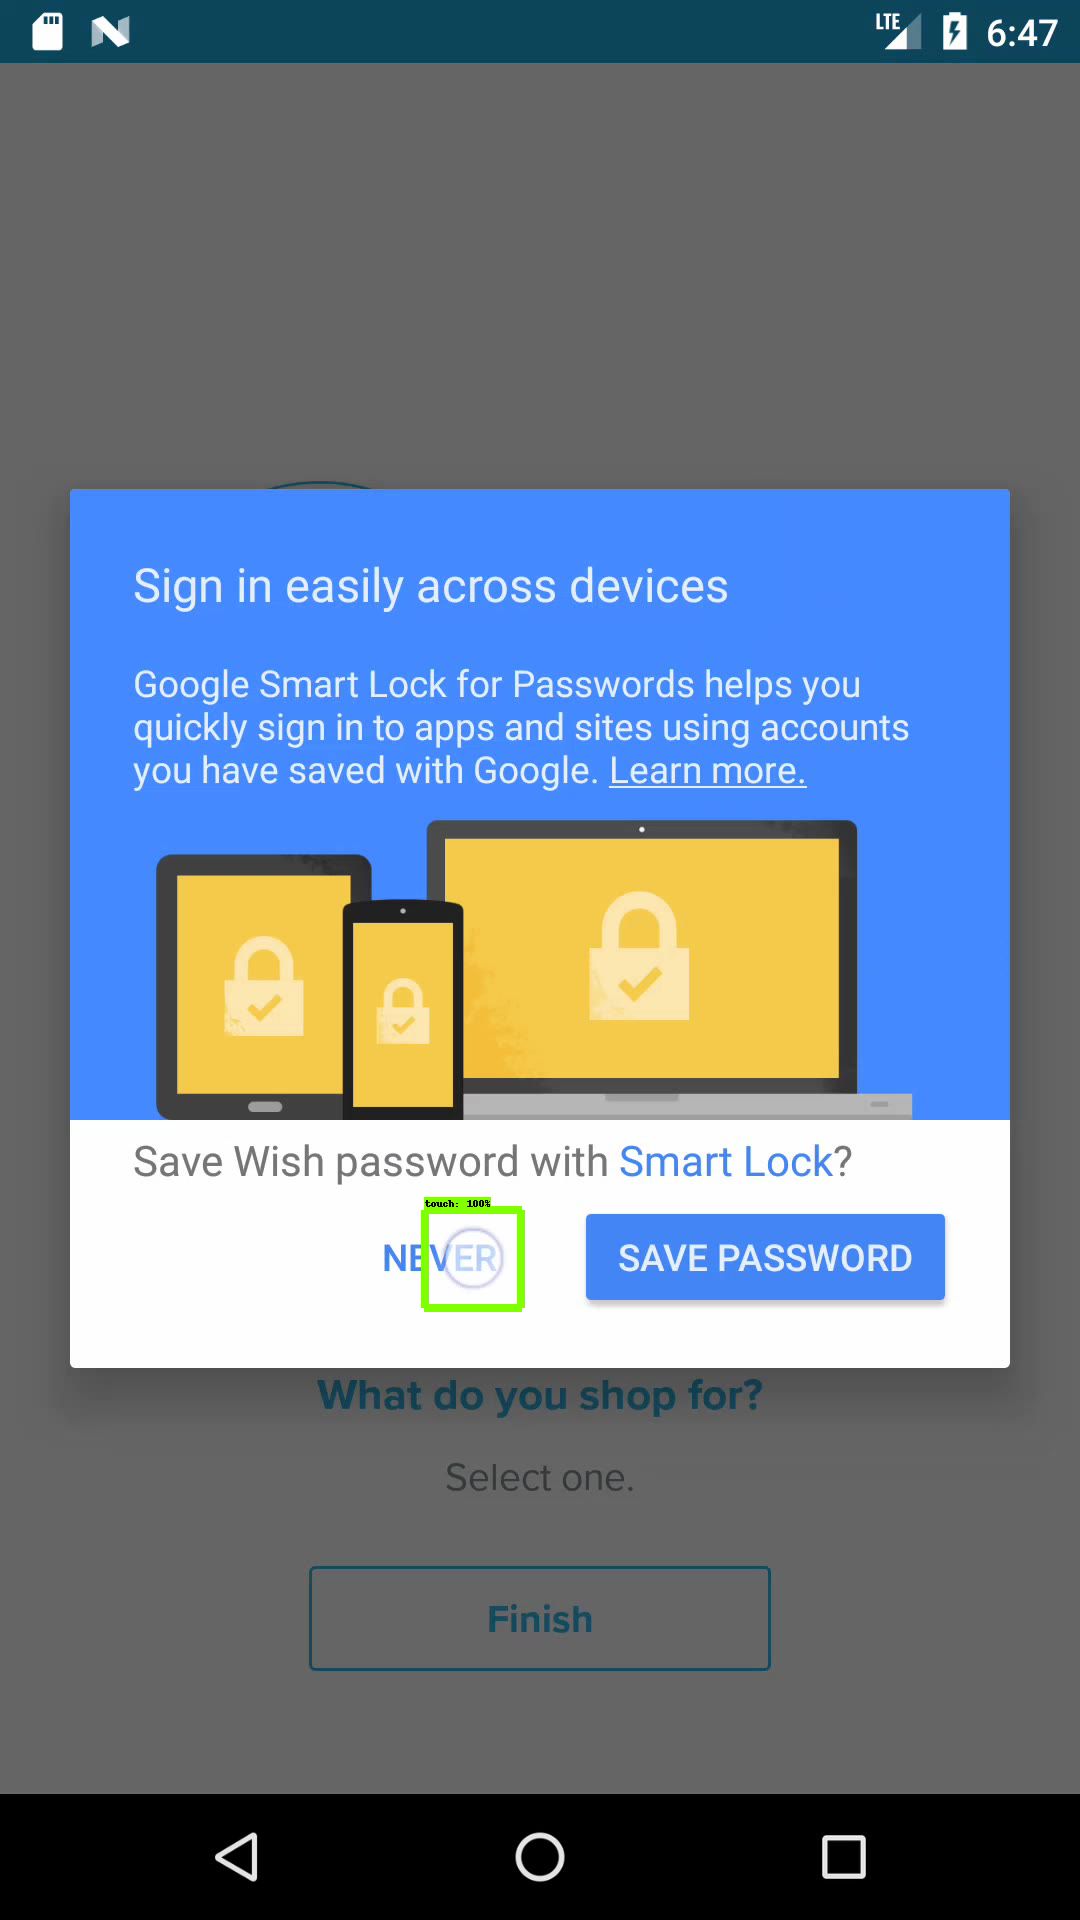 LTE 6:47
Sign in easily across devices
Google Smart Lock for Passwords helps you
quickly sign in to apps and sites using accounts
you have saved with Google. Learn more.
Save Wish password with Smart Lock?
touch: 100%
NEVER SAVE PASSWORD
What do you shop for?
Select one.
Finish